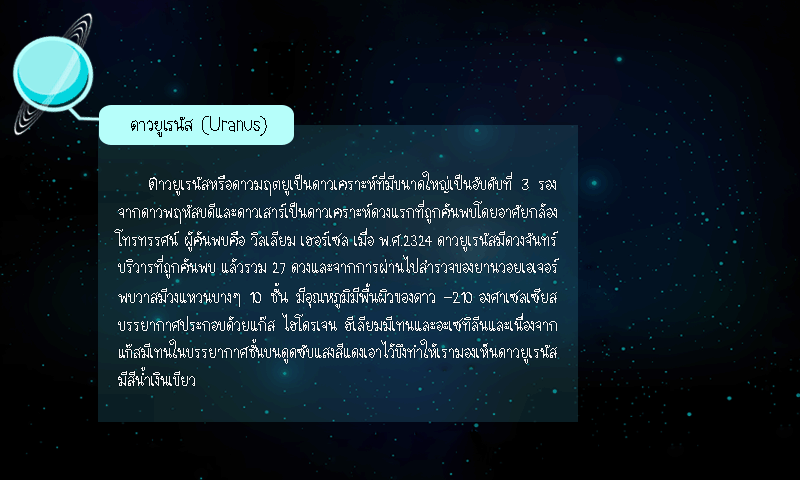 ดาวยูเรนัส (Uranus)
ดาวยูเรนัสหรือดาวมฤตยูเป็นดาวเคราะห์ที่มีขนาดใหญ่เป็นอับดับที่ 3 รอง
จากดาวพฤหัสบดีและดาวเสาร์เป็นดาวเคราะห์ดวงแรกที่ถูกค้นพบโดยอาศัยกล้อง
โทรทรรศน์ ผู้ค้นพบคือ วิลเลียม เฮอร์เชล เมื่อ พ.ศ.2324 ดาวยูเรนัสมีดวงจันทร์
บริวารที่ถูกค้นพบ แล้วรวม 27 ดวงและจากการผ่านไปสำรวจของยานวอยเอเจอร์
พบวาสมีวงแหวนบางๆ 10 ชั้น มีอุณหภูมิมีพื้นผิวของดาว -210 องศาเซลเซียส
บรรยากาศประกอบด้วยแก๊ส ไฮโดรเจน ฮีเลียมมีเทนและอะเซทิลีนและเนื่องจาก
แก๊สมีเทนในบรรยากาศชั้นบนดูดซับแสงสีแดงเอาไว้ขึงทำให้เรามองเห็นดาวยูเรนัส
มีสีน้ำเงินเขียว